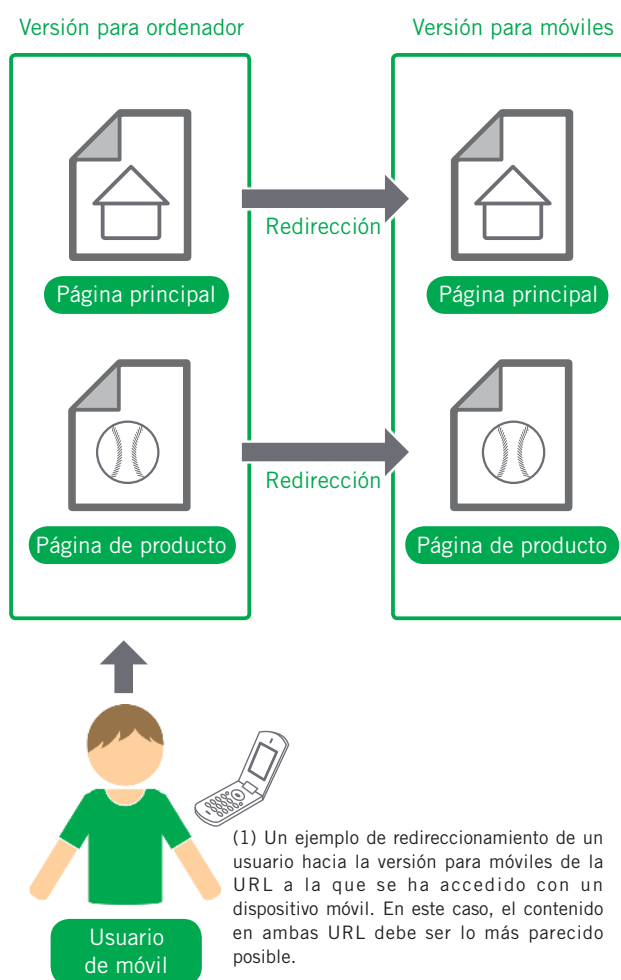 Versión para ordenador
Versión para móviles
Redirección
Página principal
Página principal
Redirección
Página de producto
Página de producto
(1) Un ejemplo de redireccionamiento de un
usuario hacia la versión para móviles de la
URL a la que se ha accedido con un
dispositivo móvil. En este caso, el contenido
en ambas URL debe ser lo más parecido
posible.
Usuario
de móvil